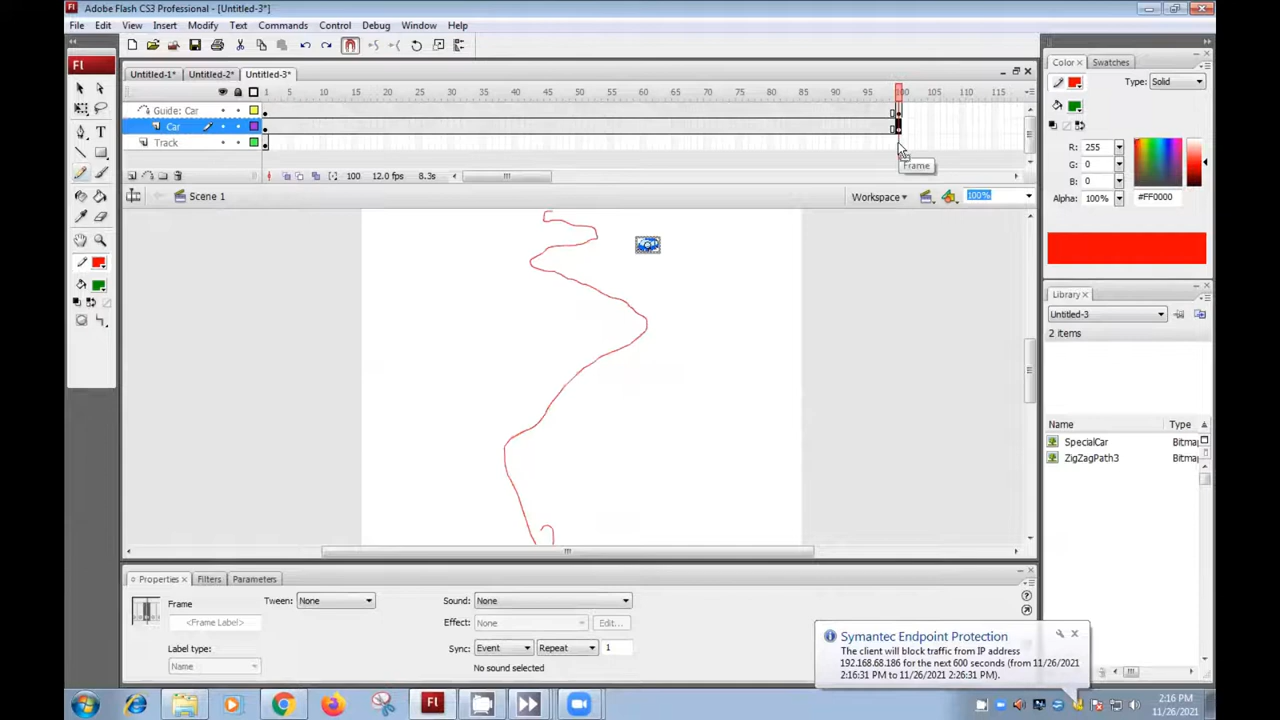 Adobe Flash CS3 Professional - [Untitled-3*]
File Edit View Insert Modify Text Commands Control Debug Window Help
Fl
Untitled-1* Untitled-2* Untitled-3*
1 5 10 15 20 25 30 35 40 45 50 55 60 65 70 75 80 85 90 95 100 105 110 115
Guide: Car
Car
Track
Frame
100 12.0 fps 8.3s
Scene 1
Workspace
100%
Color Swatches
Type: Solid
R: 255
G: 0
B: 0
Alpha: 100% #FF0000
Library
Untitled-3
2 items
Name Type
SpecialCar Bitma
ZigZagPath3 Bitma
Properties Filters Parameters
Frame
<Frame Label>
Label type:
Name
Tween: None
Sound: None
Effect: None Edit...
Sync: Event Repeat 1
No sound selected
Symantec Endpoint Protection
The client will block traffic from IP address
192.168.68.186 for the next 600 seconds (from 11/26/2021
2:16:31 PM to 11/26/2021 2:26:31 PM).
Fl
2:16 PM
11/26/2021